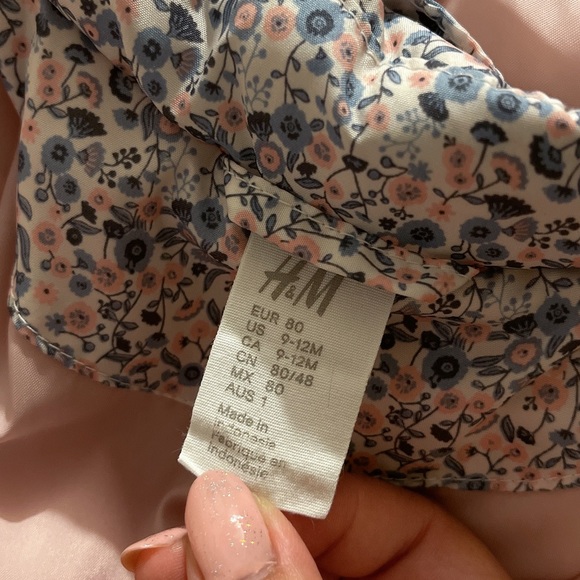 H&M
EUR 80
US 9-12M
CA 9-12M
CN 80/48
MX 80
AUS 1
Made in
Indonesia
Fabriqué en
Indonésie